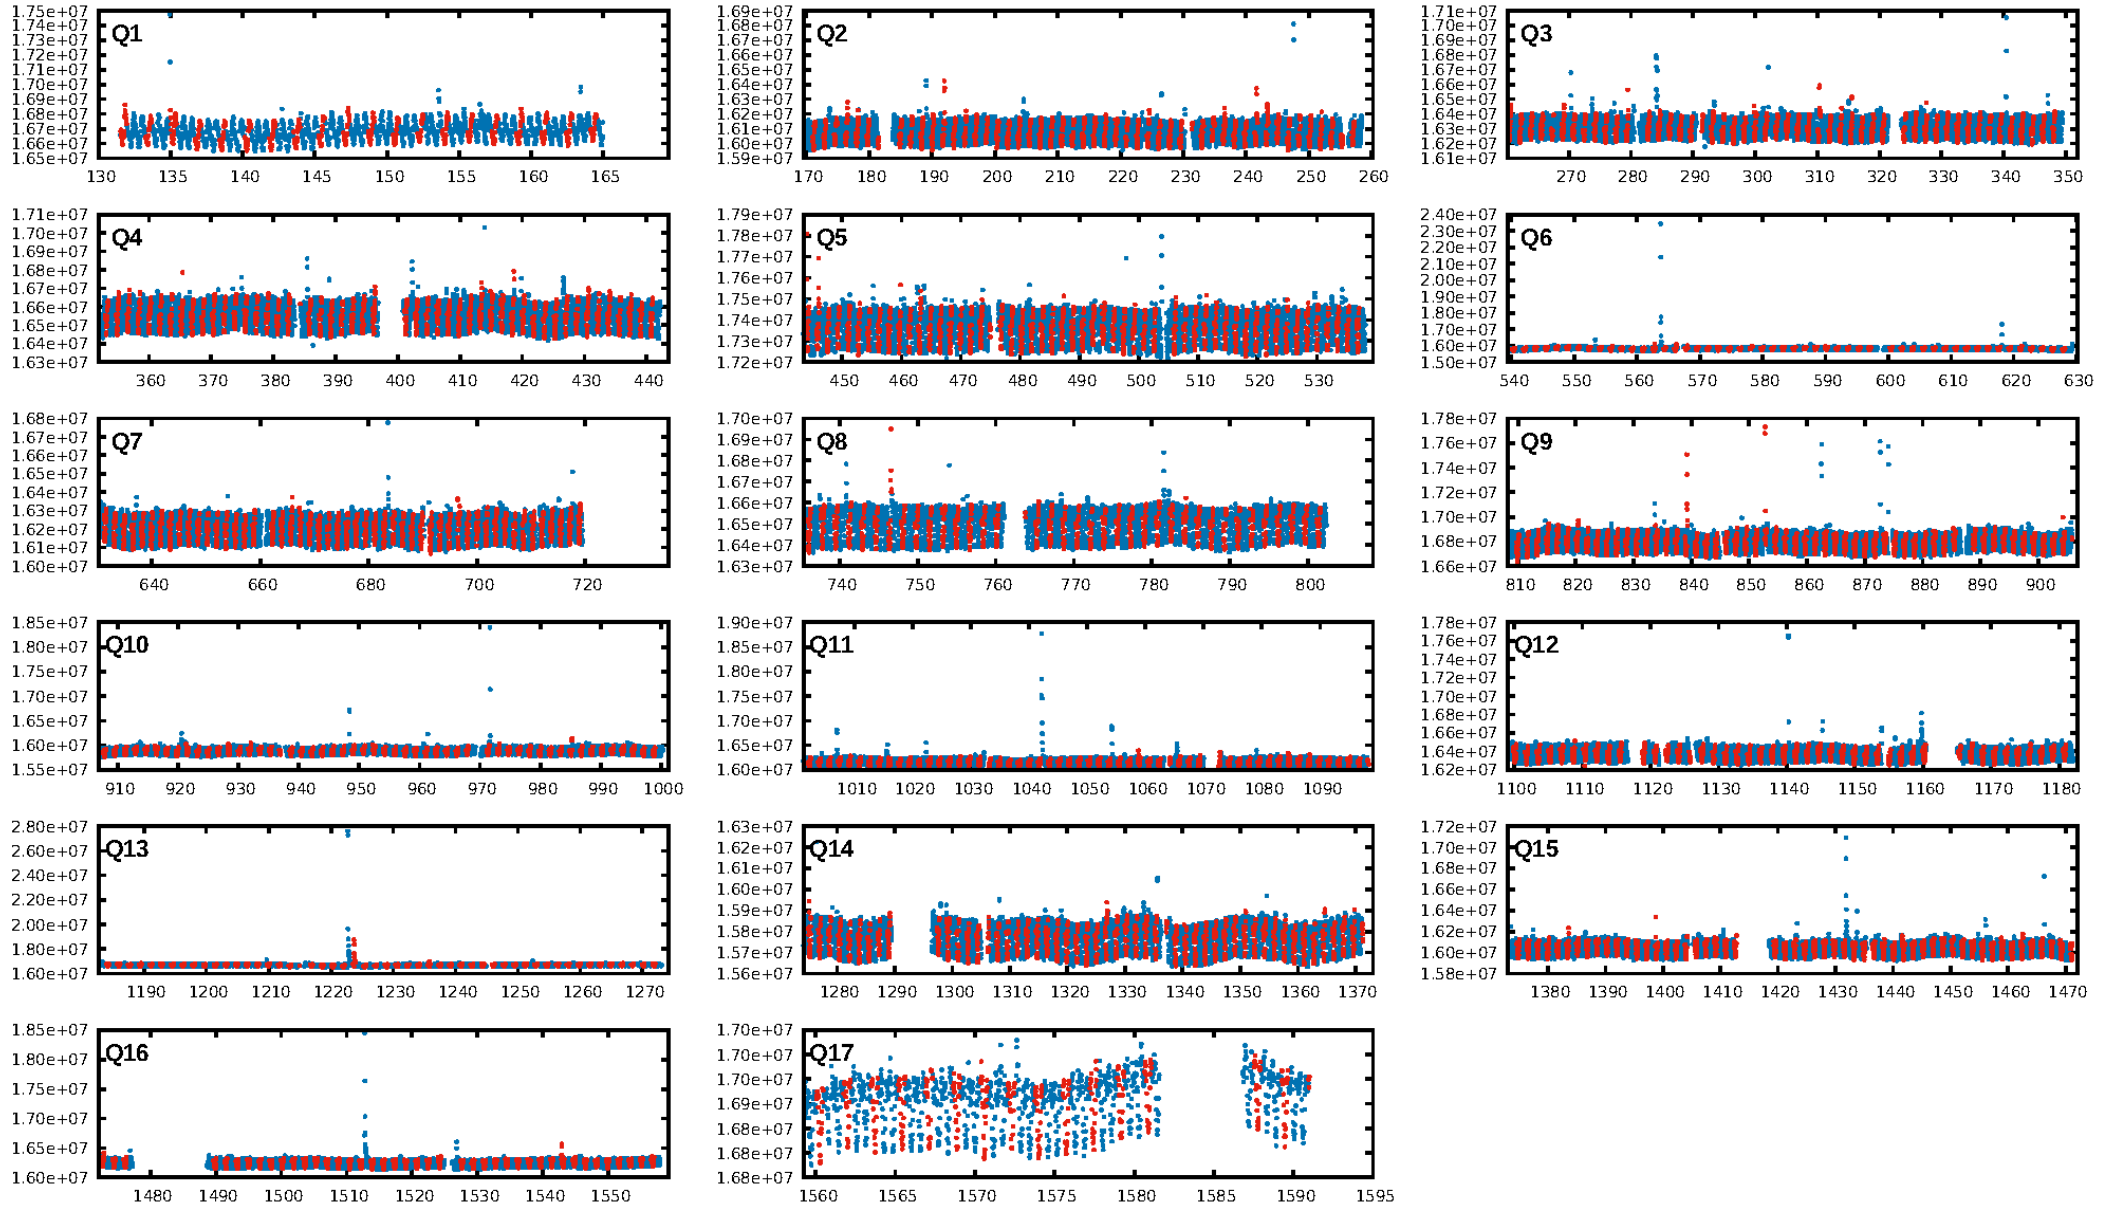 1.75e+07
1.74e+07
1.73e+07
1.72e+07
1.71e+07
1.70e+07
1.69e+07
1.68e+07
1.67e+07
1.66e+07
1.65e+07
Q1
130 135 140 145 150 155 160 165
1.69e+07
1.68e+07
1.67e+07
1.66e+07
1.65e+07
1.64e+07
1.63e+07
1.62e+07
1.61e+07
1.60e+07
1.59e+07
Q2
170 180 190 200 210 220 230 240 250 260
1.71e+07
1.70e+07
1.69e+07
1.68e+07
1.67e+07
1.66e+07
1.65e+07
1.64e+07
1.63e+07
1.62e+07
1.61e+07
Q3
270 280 290 300 310 320 330 340 350
1.71e+07
1.70e+07
1.69e+07
1.68e+07
1.67e+07
1.66e+07
1.65e+07
1.64e+07
1.63e+07
Q4
360 370 380 390 400 410 420 430 440
1.79e+07
1.78e+07
1.77e+07
1.76e+07
1.75e+07
1.74e+07
1.73e+07
1.72e+07
Q5
450 460 470 480 490 500 510 520 530
2.40e+07
2.30e+07
2.20e+07
2.10e+07
2.00e+07
1.90e+07
1.80e+07
1.70e+07
1.60e+07
1.50e+07
Q6
540 550 560 570 580 590 600 610 620 630
1.68e+07
1.67e+07
1.66e+07
1.65e+07
1.64e+07
1.63e+07
1.62e+07
1.61e+07
1.60e+07
Q7
640 660 680 700 720
1.70e+07
1.69e+07
1.68e+07
1.67e+07
1.66e+07
1.65e+07
1.64e+07
1.63e+07
Q8
740 750 760 770 780 790 800
1.78e+07
1.76e+07
1.74e+07
1.72e+07
1.70e+07
1.68e+07
1.66e+07
Q9
810 820 830 840 850 860 870 880 890 900
1.85e+07
1.80e+07
1.75e+07
1.70e+07
1.65e+07
1.60e+07
1.55e+07
Q10
910 920 930 940 950 960 970 980 990 1000
1.90e+07
1.85e+07
1.80e+07
1.75e+07
1.70e+07
1.65e+07
1.60e+07
Q11
1010 1020 1030 1040 1050 1060 1070 1080 1090
1.78e+07
1.76e+07
1.74e+07
1.72e+07
1.70e+07
1.68e+07
1.66e+07
1.64e+07
1.62e+07
Q12
1100 1110 1120 1130 1140 1150 1160 1170 1180
2.80e+07
2.60e+07
2.40e+07
2.20e+07
2.00e+07
1.80e+07
1.60e+07
Q13
1190 1200 1210 1220 1230 1240 1250 1260 1270
1.63e+07
1.62e+07
1.61e+07
1.60e+07
1.59e+07
1.58e+07
1.57e+07
1.56e+07
Q14
1280 1290 1300 1310 1320 1330 1340 1350 1360 1370
1.72e+07
1.70e+07
1.68e+07
1.66e+07
1.64e+07
1.62e+07
1.60e+07
1.58e+07
Q15
1380 1390 1400 1410 1420 1430 1440 1450 1460 1470
1.85e+07
1.80e+07
1.75e+07
1.70e+07
1.65e+07
1.60e+07
Q16
1480 1490 1500 1510 1520 1530 1540 1550
1.70e+07
1.70e+07
1.70e+07
1.69e+07
1.68e+07
1.68e+07
1.68e+07
Q17
1560 1565 1570 1575 1580 1585 1590 1595